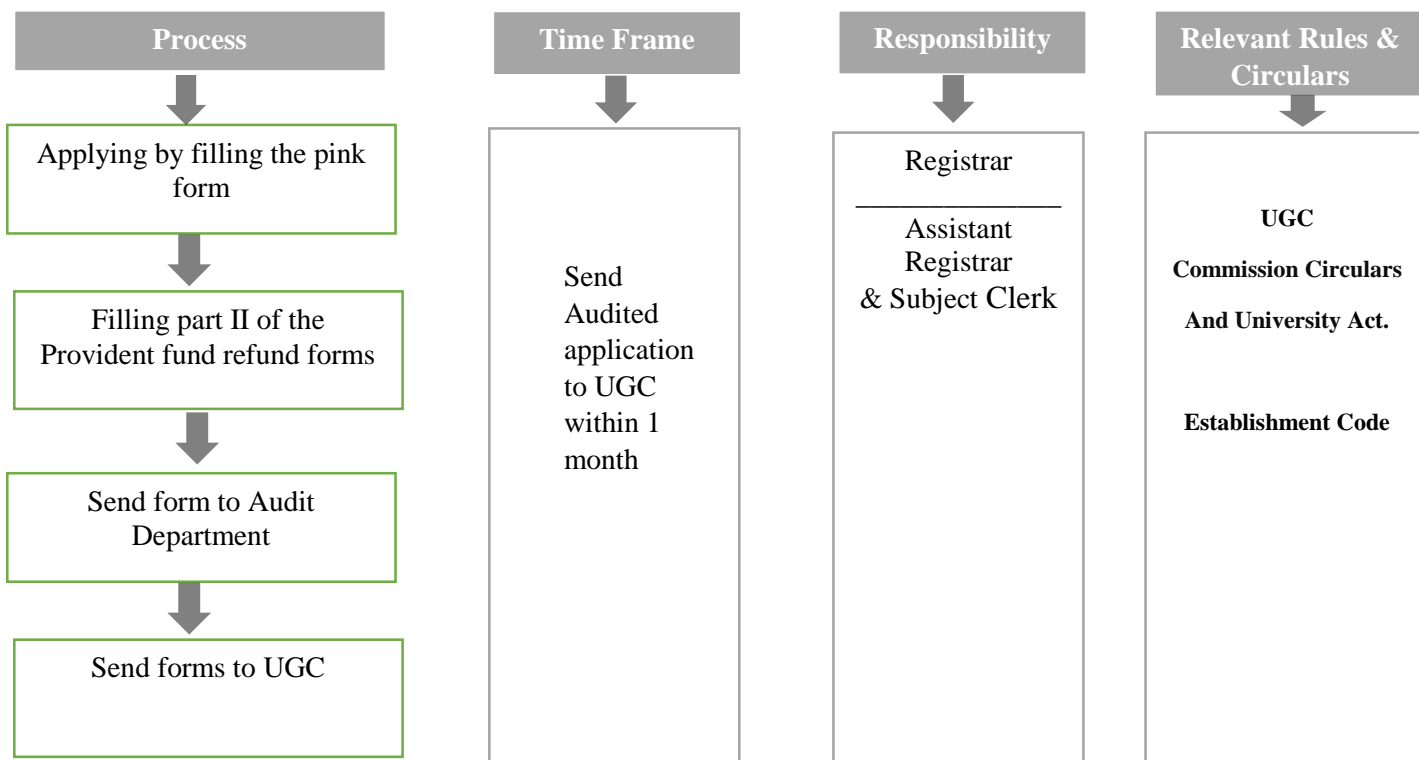 Process
Applying by filling the pink
form
Filling part II of the
Provident fund refund forms
Send form to Audit
Department
Send forms to UGC
Time Frame
Send
Audited
application
to UGC
within 1
month
Responsibility
Registrar
Assistant
Registrar
& Subject Clerk
Relevant Rules &
Circulars
UGC
Commission Circulars
And University Act.
Establishment Code